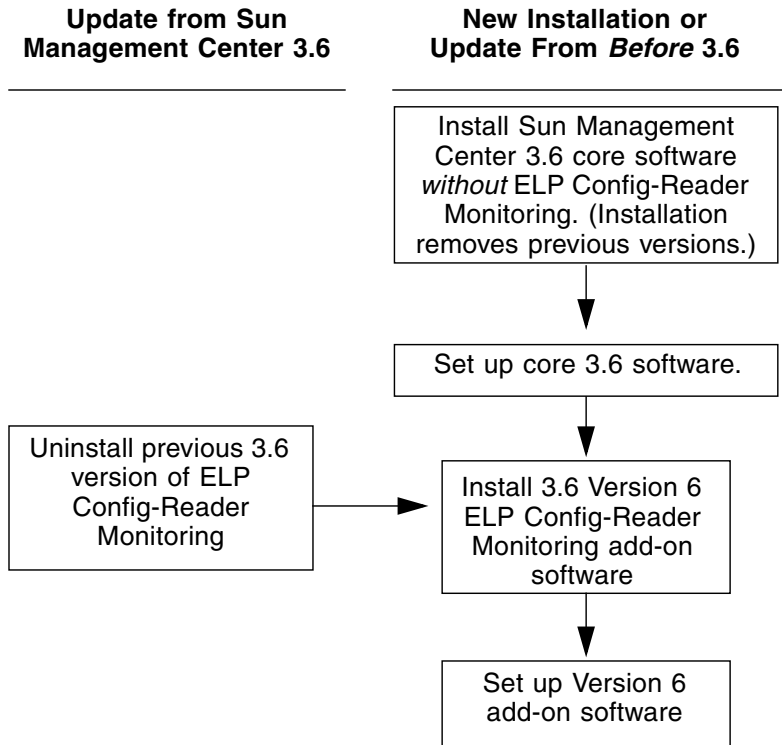 Update from Sun
Management Center 3.6
New Installation or
Update From Before 3.6
Install Sun Management
Center 3.6 core software
without ELP Config-Reader
Monitoring. (Installation
removes previous versions.)
Set up core 3.6 software.
Uninstall previous 3.6
version of ELP
Config-Reader
Monitoring
Install 3.6 Version 6
ELP Config-Reader
Monitoring add-on
software
Set up Version 6
add-on software